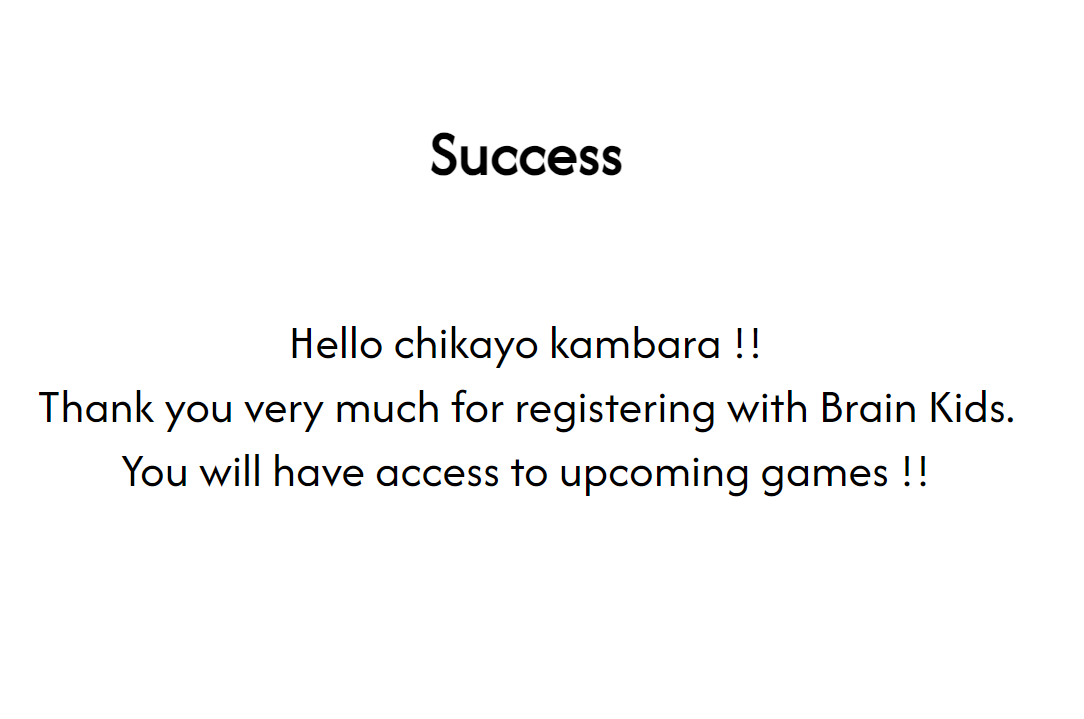 Success
Hello chikayo kambara !!
Thank you very much for registering with Brain Kids.
You will have access to upcoming games !!